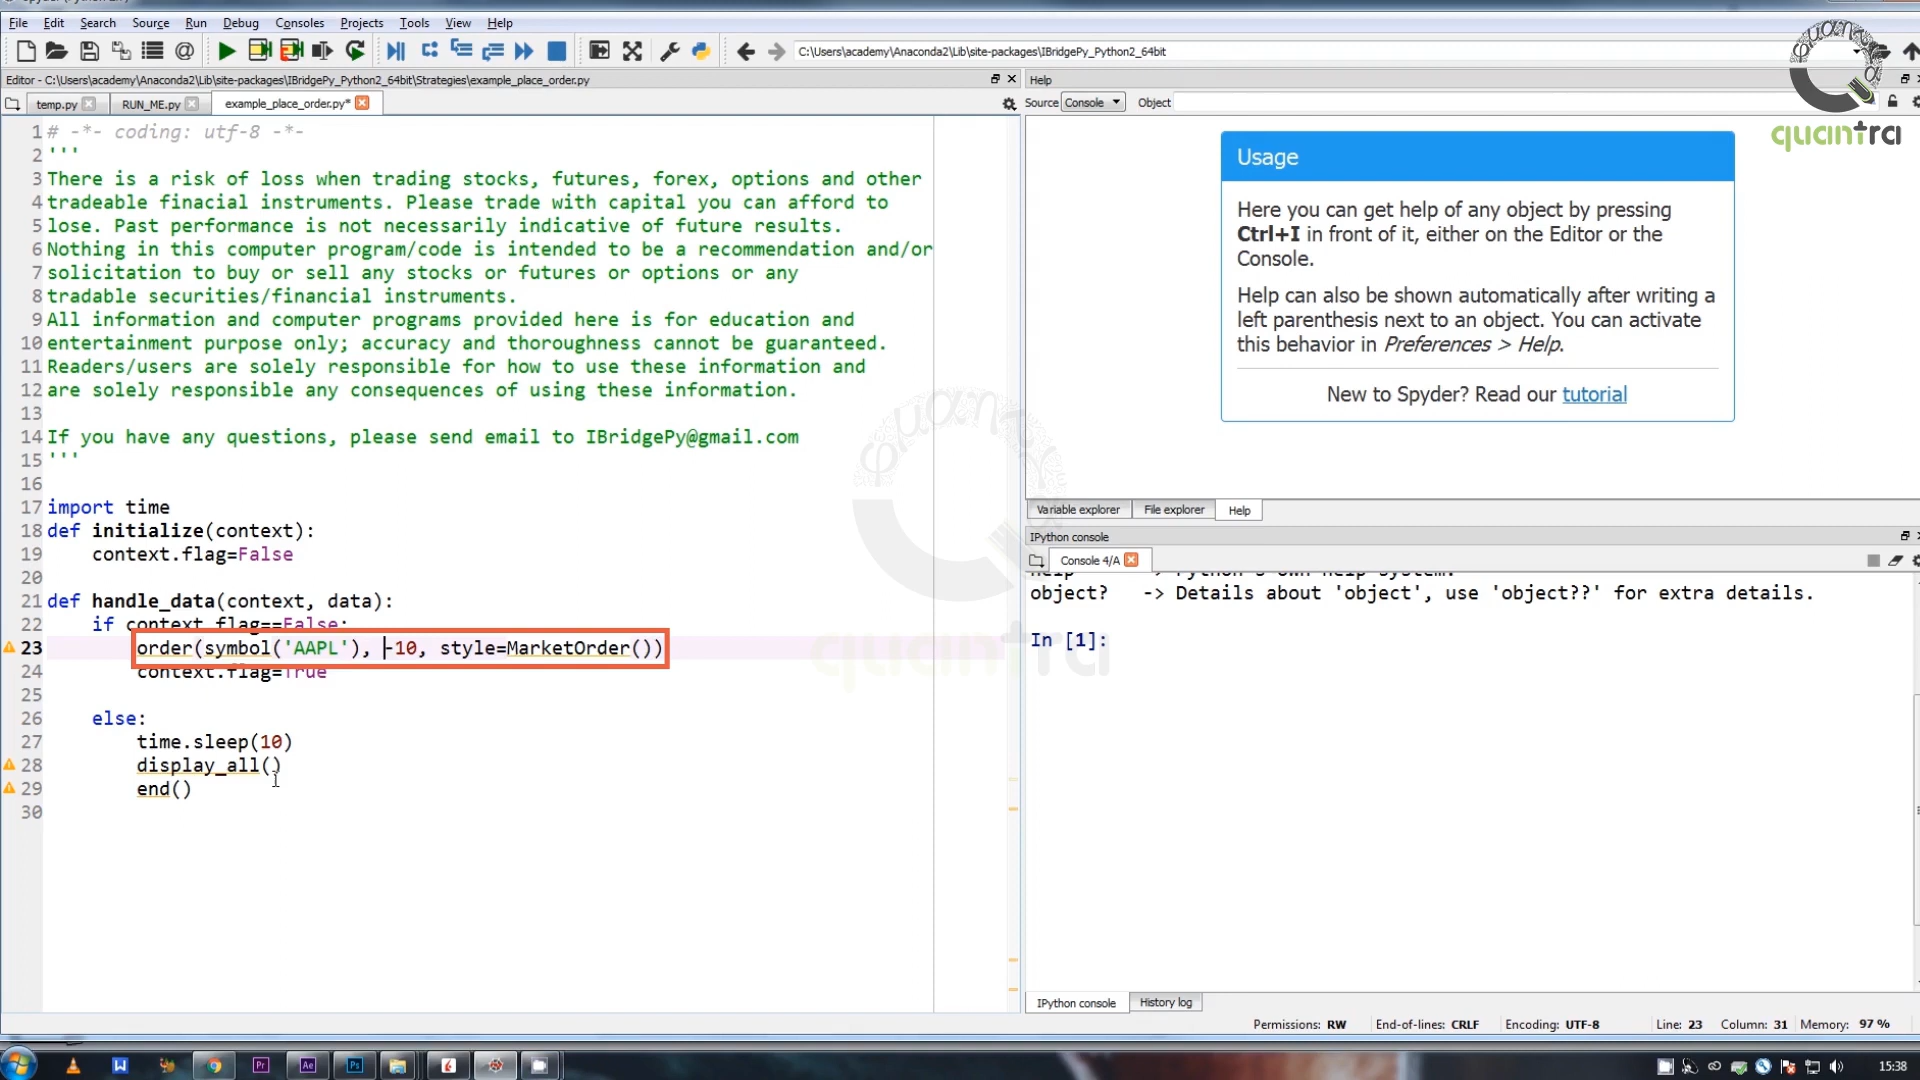 File Edit Search Source Run Debug Consoles Projects Tools View Help
C:\Users\academy\Anaconda2\Lib\site-packages\IBridgePy_Python2_64bit
Editor - C:\Users\academy\Anaconda2\Lib\site-packages\IBridgePy_Python2_64bit\Strategies\example_place_order.py
temp.py RUN_ME.py example_place_order.py*
1 # -*- coding: utf-8 -*-
2 '''
3 There is a risk of loss when trading stocks, futures, forex, options and other
4 tradeable finacial instruments. Please trade with capital you can afford to
5 lose. Past performance is not necessarily indicative of future results.
6 Nothing in this computer program/code is intended to be a recommendation and/or
7 solicitation to buy or sell any stocks or futures or options or any
8 tradable securities/financial instruments.
9 All information and computer programs provided here is for education and
10 entertainment purpose only; accuracy and thoroughness cannot be guaranteed.
11 Readers/users are solely responsible for how to use these information and
12 are solely responsible any consequences of using these information.
13
14 If you have any questions, please send email to IBridgePy@gmail.com
15 '''
16
17 import time
18 def initialize(context):
19 context.flag=False
20
21 def handle_data(context, data):
22 if context.flag==False:
23 order(symbol('AAPL'), -10, style=MarketOrder())
24 context.flag=True
25
26 else:
27 time.sleep(10)
28 display_all()
29 end()
30
Help
Source Console Object
quantra
Usage
Here you can get help of any object by pressing
Ctrl+I in front of it, either on the Editor or the
Console.
Help can also be shown automatically after writing a
left parenthesis next to an object. You can activate
this behavior in Preferences > Help.
New to Spyder? Read our tutorial
Variable explorer File explorer Help
IPython console
Console 4/A
help -> Python's own help system.
object? -> Details about 'object', use 'object??' for extra details.
In [1]:
quantra
IPython console History log
Permissions: RW End-of-lines: CRLF Encoding: UTF-8 Line: 23 Column: 31 Memory: 97 %
W Pr Ae Ps
15:38